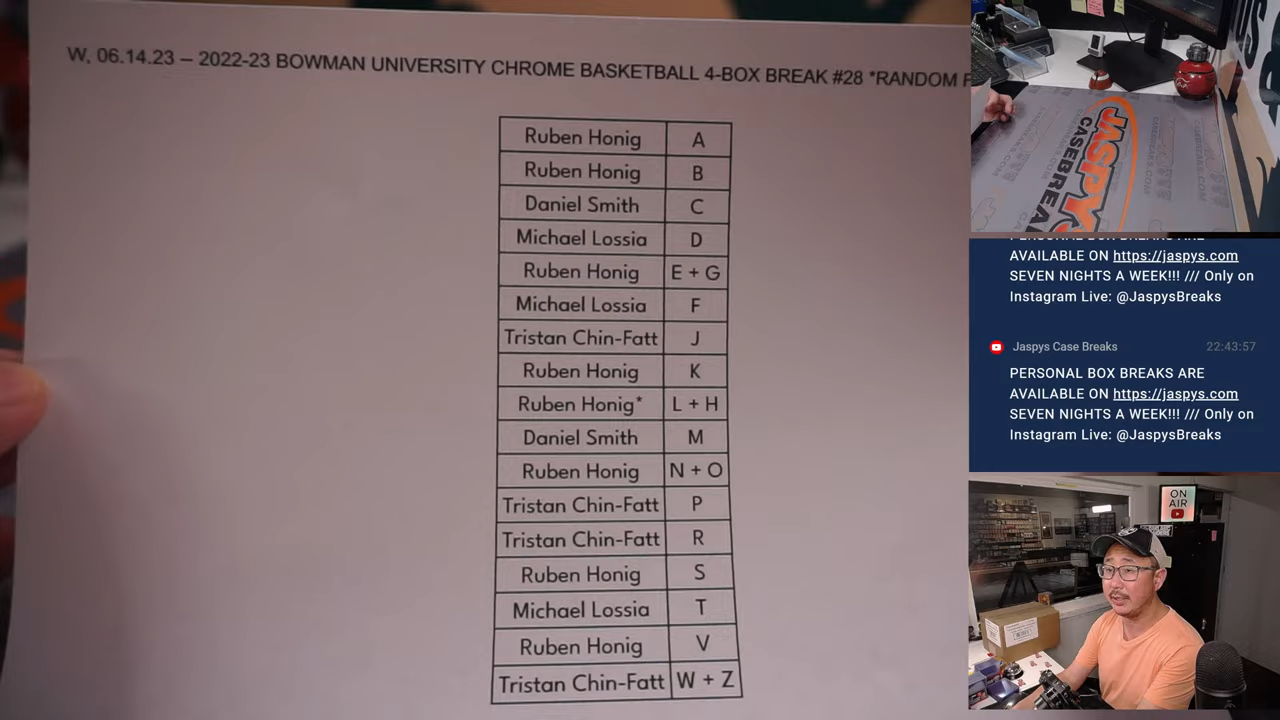 W, 06.14.23 – 2022-23 BOWMAN UNIVERSITY CHROME BASKETBALL 4-BOX BREAK #28 *RANDOM
Ruben Honig A
Ruben Honig B
Daniel Smith C
Michael Lossia D
Ruben Honig E + G
Michael Lossia F
Tristan Chin-Fatt J
Ruben Honig K
Ruben Honig* L + H
Daniel Smith M
Ruben Honig N + O
Tristan Chin-Fatt P
Tristan Chin-Fatt R
Ruben Honig S
Michael Lossia T
Ruben Honig V
Tristan Chin-Fatt W + Z
JASPY'S
CASEBREAK
PERSONAL BOX BREAKS ARE
AVAILABLE ON https://jaspys.com
SEVEN NIGHTS A WEEK!!! /// Only on
Instagram Live: @JaspysBreaks
Jaspys Case Breaks 22:43:57
PERSONAL BOX BREAKS ARE
AVAILABLE ON https://jaspys.com
SEVEN NIGHTS A WEEK!!! /// Only on
Instagram Live: @JaspysBreaks
ON
AIR